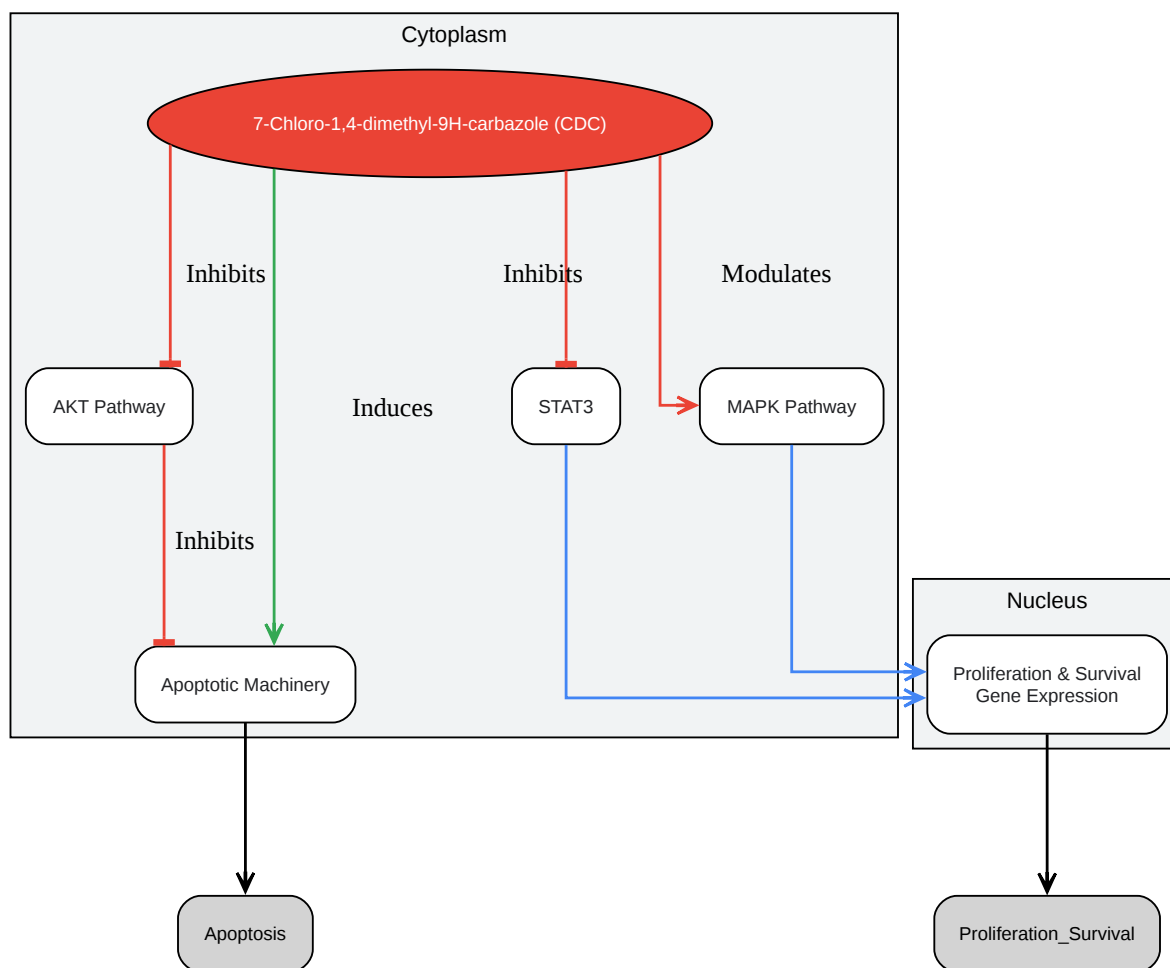 Cytoplasm
7-Chloro-1,4-dimethyl-9H-carbazole (CDC)
Inhibits
Inhibits
Modulates
AKT Pathway
Induces
STAT3
MAPK Pathway
Inhibits
Nucleus
Apoptotic Machinery
Proliferation & Survival
Gene Expression
Apoptosis
Proliferation_Survival